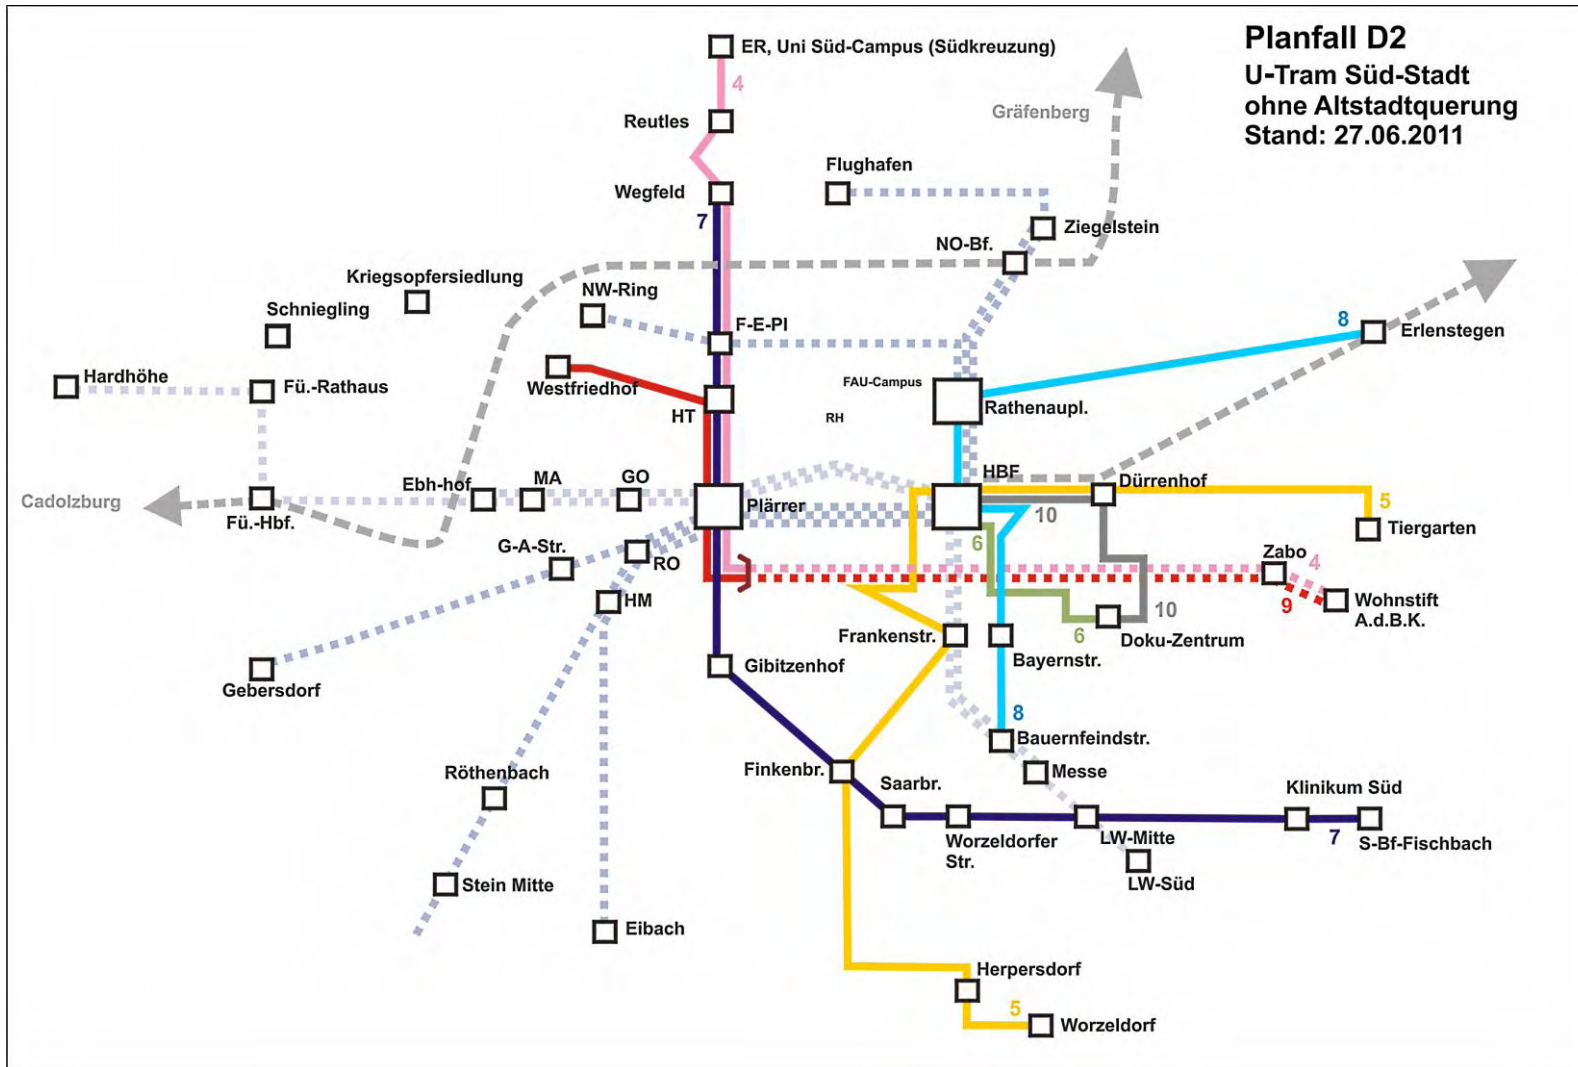 Planfall D2
U-Tram Süd-Stadt
ohne Altstadtquerung
Stand: 27.06.2011
ER, Uni Süd-Campus (Südkreuzung)
4
Gräfenberg
Reutles
Flughafen
Wegfeld
7
Ziegelstein
NO-Bf.
Kriegsopfersiedlung
NW-Ring
Schniegling
F-E-Pl
8
Erlenstegen
Hardhöhe
Fü.-Rathaus
Westfriedhof
FAU-Campus
Rathenaupl.
HT
RH
HBF
Dürrenhof
Cadolzburg
Fü.-Hbf.
Ebh-hof
MA
GO
Plärrer
10
5
Tiergarten
G-A-Str.
RO
6
Zabo
4
HM
9
Wohnstift
A.d.B.K.
10
Frankenstr.
Bayernstr.
6
Doku-Zentrum
Gebersdorf
Gibitzenhof
8
Bauernfeindstr.
Röthenbach
Finkenbr.
Messe
Saarbr.
Klinikum Süd
Worzeldorfer
Str.
LW-Mitte
7
S-Bf-Fischbach
Stein Mitte
LW-Süd
Eibach
Herpersdorf
5
Worzeldorf